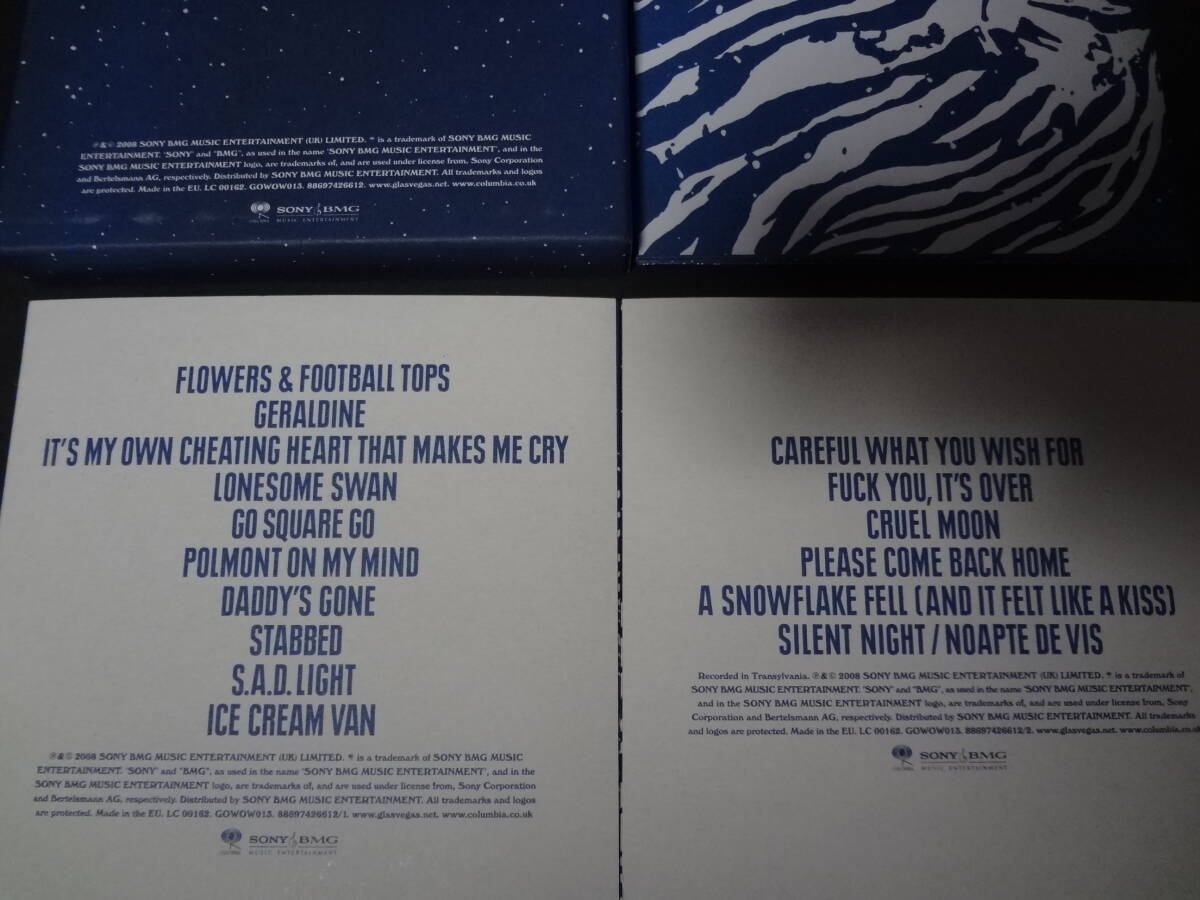 ℗&© 2008 SONY BMG MUSIC ENTERTAINMENT (UK) LIMITED. * is a trademark of SONY BMG MUSIC
ENTERTAINMENT. 'SONY' and "BMG", as used in the name 'SONY BMG MUSIC ENTERTAINMENT', and in the
SONY BMG MUSIC ENTERTAINMENT logo, are trademarks of, and are used under license from, Sony Corporation
and Bertelsmann AG, respectively. Distributed by SONY BMG MUSIC ENTERTAINMENT. All trademarks and logos
are protected. Made in the EU. LC 00162. GOWOW013. 88697426612. www.glasvegas.net. www.columbia.co.uk
COLUMBIA SONY BMG
MUSIC ENTERTAINMENT
FLOWERS & FOOTBALL TOPS
GERALDINE
IT'S MY OWN CHEATING HEART THAT MAKES ME CRY
LONESOME SWAN
GO SQUARE GO
POLMONT ON MY MIND
DADDY'S GONE
STABBED
S.A.D. LIGHT
ICE CREAM VAN
℗&© 2008 SONY BMG MUSIC ENTERTAINMENT (UK) LIMITED. * is a trademark of SONY BMG MUSIC
ENTERTAINMENT. 'SONY' and "BMG", as used in the name 'SONY BMG MUSIC ENTERTAINMENT', and in the
SONY BMG MUSIC ENTERTAINMENT logo, are trademarks of, and are used under license from, Sony Corporation
and Bertelsmann AG, respectively. Distributed by SONY BMG MUSIC ENTERTAINMENT. All trademarks and logos
are protected. Made in the EU. LC 00162. GOWOW013. 88697426612/1. www.glasvegas.net. www.columbia.co.uk
COLUMBIA SONY BMG
MUSIC ENTERTAINMENT
CAREFUL WHAT YOU WISH FOR
FUCK YOU, IT'S OVER
CRUEL MOON
PLEASE COME BACK HOME
A SNOWFLAKE FELL (AND IT FELT LIKE A KISS)
SILENT NIGHT / NOAPTE DE VIS
Recorded in Transylvania. ℗&© 2008 SONY BMG MUSIC ENTERTAINMENT (UK) LIMITED. * is a trademark of
SONY BMG MUSIC ENTERTAINMENT. 'SONY' and "BMG", as used in the name 'SONY BMG MUSIC ENTERTAINMENT',
and in the SONY BMG MUSIC ENTERTAINMENT logo, are trademarks of, and are used under license from, Sony
Corporation and Bertelsmann AG, respectively. Distributed by SONY BMG MUSIC ENTERTAINMENT. All trademarks
and logos are protected. Made in the EU. LC 00162. GOWOW013. 88697426612/2. www.glasvegas.net. www.columbia.co.uk
COLUMBIA SONY BMG
MUSIC ENTERTAINMENT